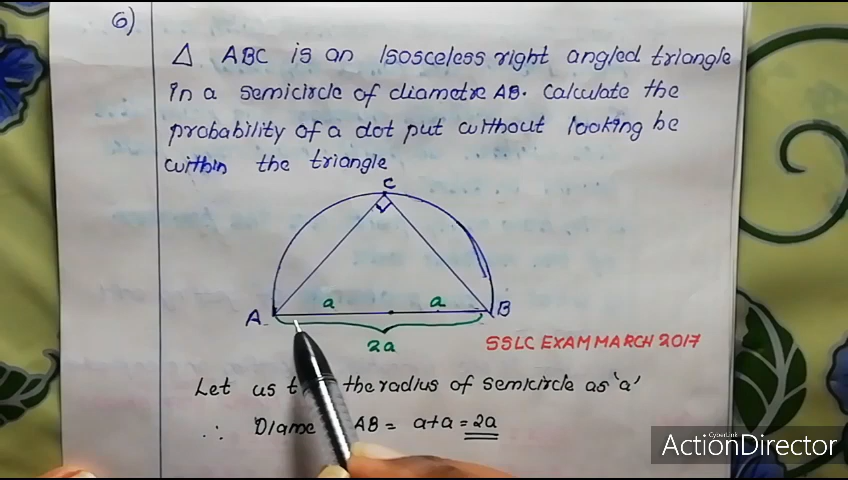 6)
△ ABC is an Isosceless right angled triangle
in a semicircle of diametre AB. Calculate the
probability of a dot put without looking be
within the triangle
C
a a
A B
2a
SSLC EXAM MARCH 2017
Let us the radius of semicircle as 'a'
∴ AB = a+a = 2a
CyberLink
ActionDirector